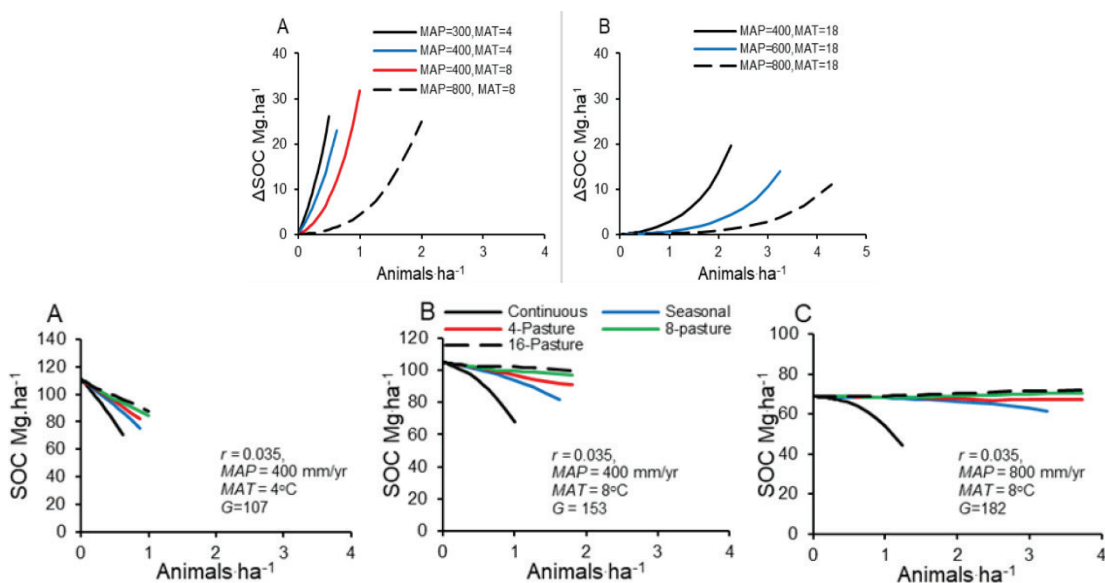 A
MAP=300,MAT=4
MAP=400,MAT=4
MAP=400,MAT=8
MAP=800, MAT=8
ΔSOC Mg.ha-1
40
30
20
10
0
0 1 2 3 4
Animals·ha-1
B
MAP=400,MAT=18
MAP=600,MAT=18
MAP=800,MAT=18
ΔSOC Mg.ha-1
40
30
20
10
0
0 1 2 3 4 5
Animals·ha-1
A
SOC Mg.ha-1
140
120
100
80
60
40
20
0
r = 0.035,
MAP = 400 mm/yr
MAT = 4°C
G=107
0 1 2 3 4
Animals·ha-1
B
Continuous Seasonal
4-Pasture 8-pasture
16-Pasture
SOC Mg.ha-1
120
100
80
60
40
20
0
r = 0.035,
MAP = 400 mm/yr
MAT = 8°C
G = 153
0 1 2 3 4
Animals·ha-1
C
SOC Mg·ha-1
100
80
60
40
20
0
r = 0.035,
MAP = 800 mm/yr
MAT = 8°C
G=182
0 1 2 3 4
Animals·ha-1